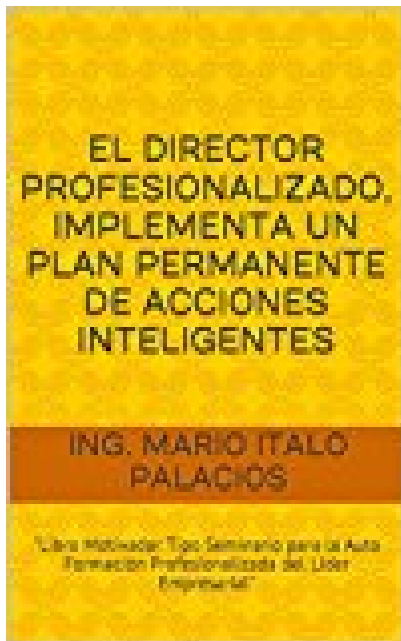 EL DIRECTOR
PROFESIONALIZADO,
IMPLEMENTA UN
PLAN PERMANENTE
DE ACCIONES
INTELIGENTES
ING. MARIO ITALO
PALACIOS
"Libro Motivador Tipo Seminario para la Auto
Formación Profesionalizada del Líder
Empresarial"